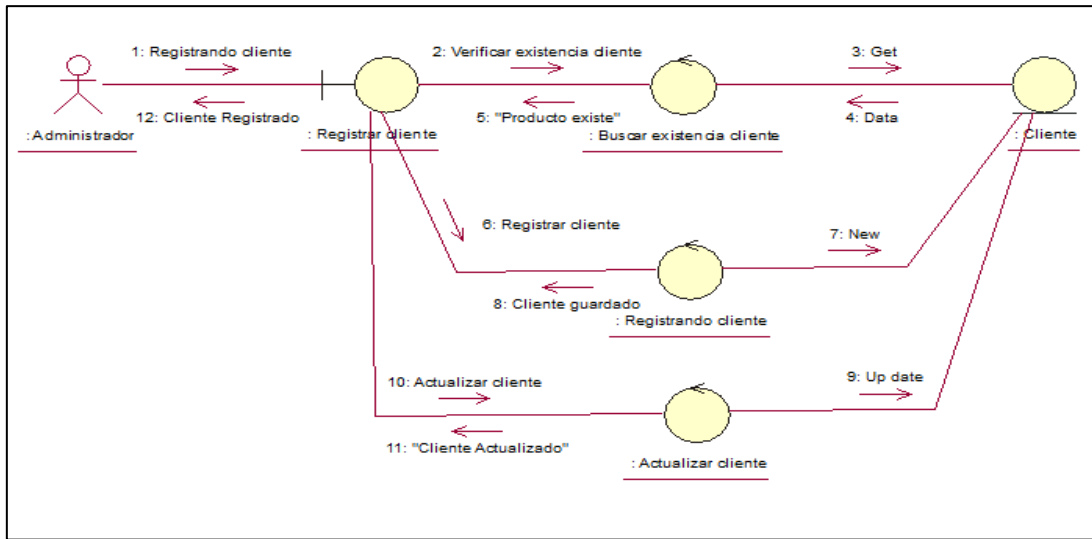 1: Registrando cliente
2: Verificar existencia cliente
3: Get
12: Cliente Registrado
5: "Producto existe"
4: Data
: Administrador
: Registrar cliente
: Buscar existencia cliente
: Cliente
6: Registrar cliente
7: New
8: Cliente guardado
: Registrando cliente
10: Actualizar cliente
9: Up date
11: "Cliente Actualizado"
: Actualizar cliente